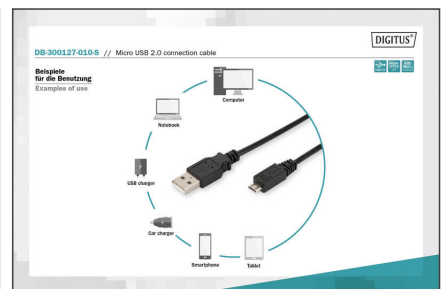 DIGITUS®
DB-300127-010-S // Micro USB 2.0 connection cable
Beispiele
für die Benutzung
Examples of use
Computer
Notebook
USB charger
Car charger
Smartphone
Tablet